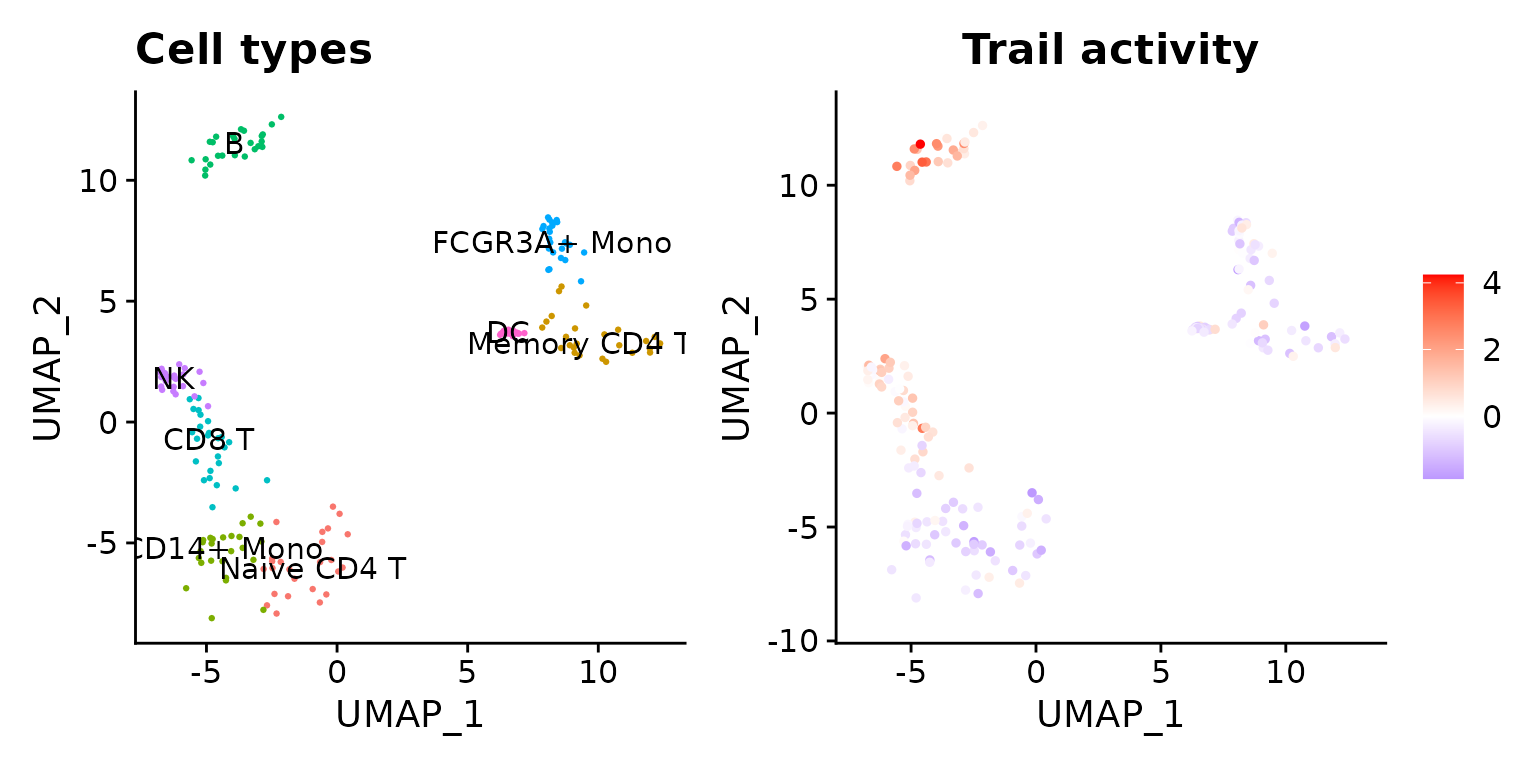 Cell types
B
FCGR3A+ Mono
DC
Memory CD4 T
NK
CD8 T
CD14+ Mono
Naive CD4 T
10
5
0
-5
-5
0
5
10
UMAP_1
UMAP_2
Trail activity
10
5
0
-5
-10
-5
0
5
10
UMAP_1
UMAP_2
4
2
0